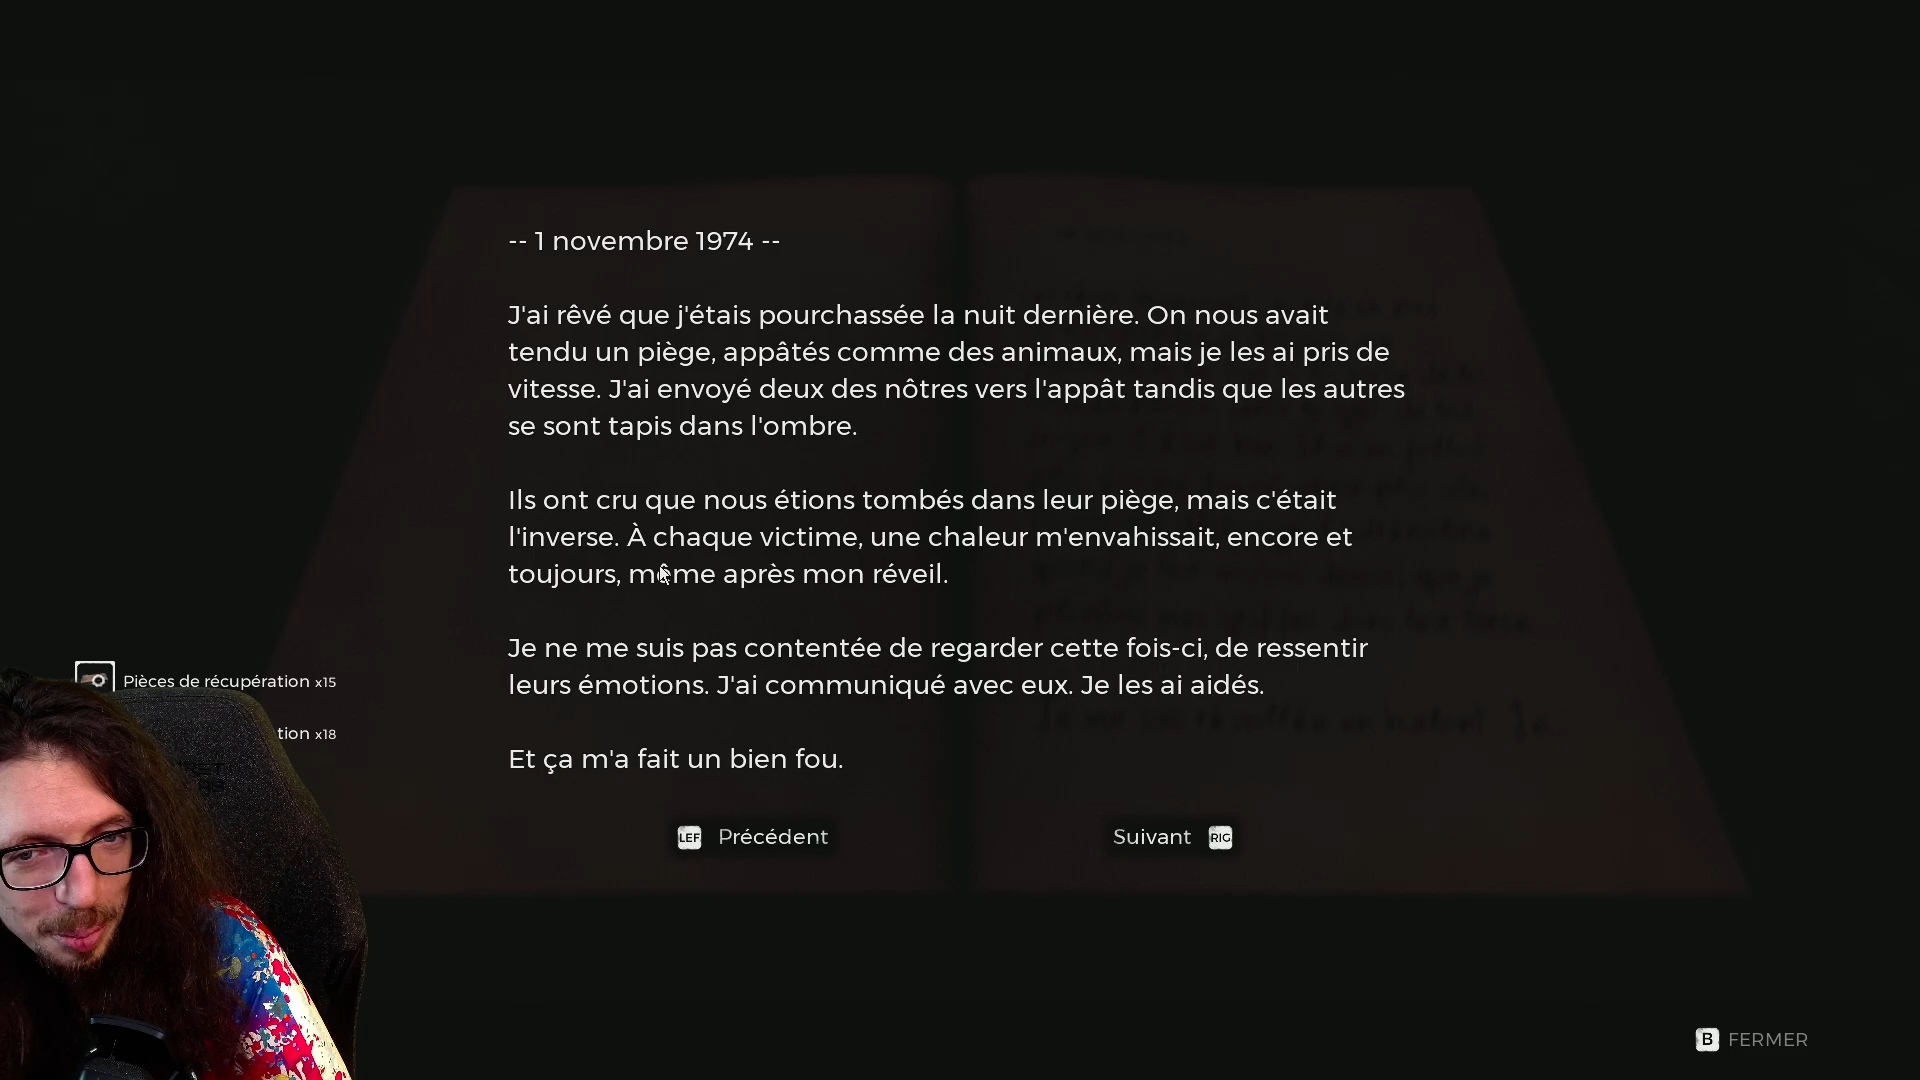 -- 1 novembre 1974 --
J'ai rêvé que j'étais pourchassée la nuit dernière. On nous avait
tendu un piège, appâtés comme des animaux, mais je les ai pris de
vitesse. J'ai envoyé deux des nôtres vers l'appât tandis que les autres
se sont tapis dans l'ombre.
Ils ont cru que nous étions tombés dans leur piège, mais c'était
l'inverse. À chaque victime, une chaleur m'envahissait, encore et
toujours, même après mon réveil.
Je ne me suis pas contentée de regarder cette fois-ci, de ressentir
leurs émotions. J'ai communiqué avec eux. Je les ai aidés.
Et ça m'a fait un bien fou.
Pièces de récupération x15
tion x18
LEF Précédent
Suivant RIG
B FERMER